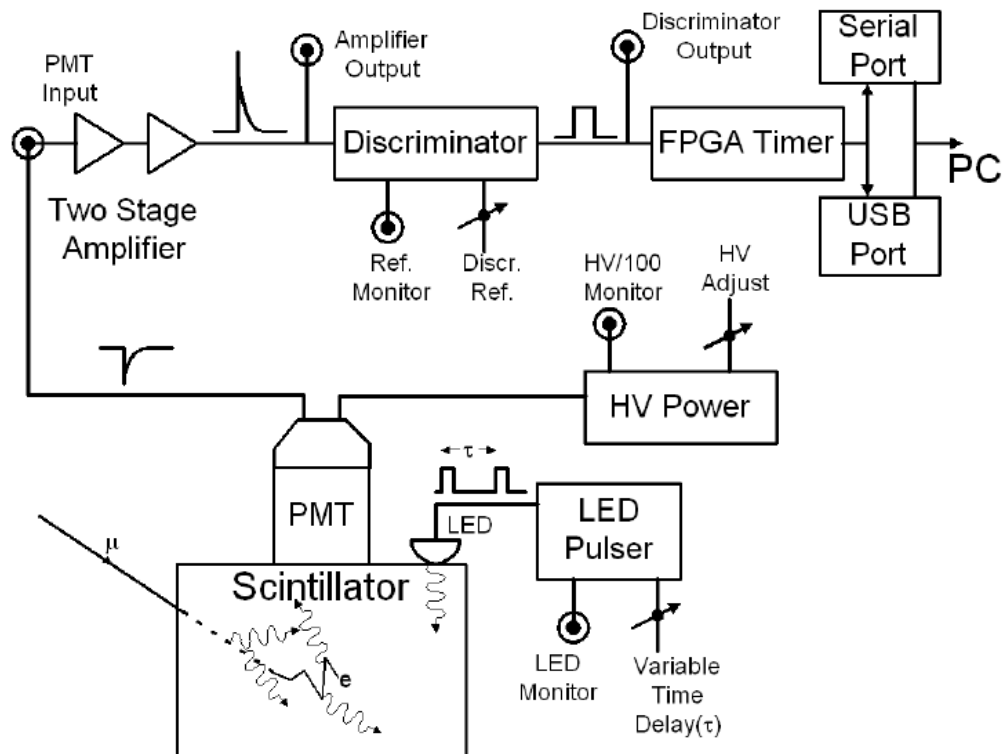 PMT
Input
Amplifier
Output
Discriminator
Output
Serial
Port
Discriminator
FPGA Timer
PC
USB
Port
Two Stage
Amplifier
Ref.
Monitor
Discr.
Ref.
HV/100
Monitor
HV
Adjust
HV Power
τ
LED
LED
Pulser
PMT
μ
Scintillator
e
LED
Monitor
Variable
Time
Delay(τ)